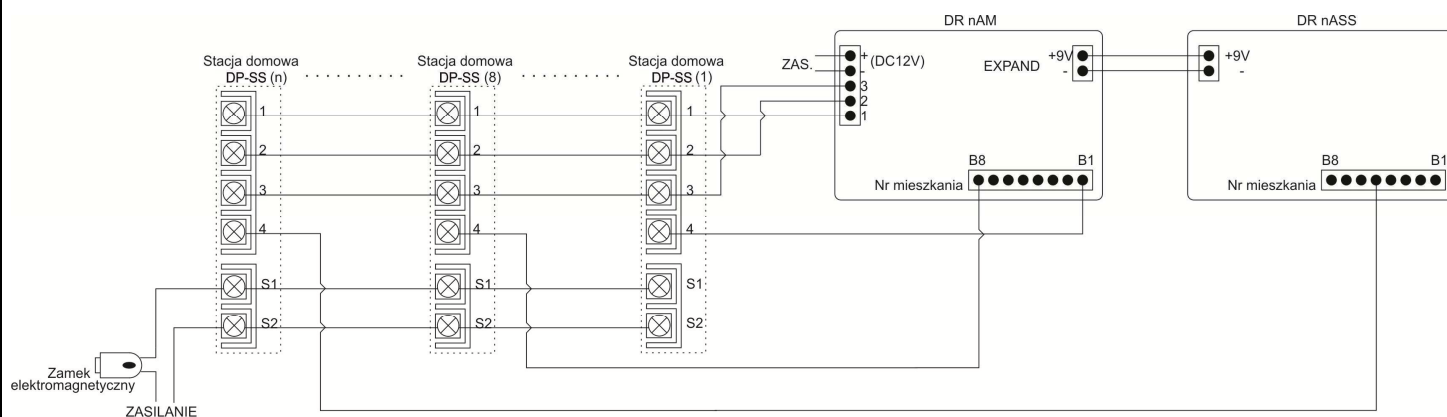 DR nAM
DR nASS
Stacja domowa
DP-SS (n)
Stacja domowa
DP-SS (8)
Stacja domowa
DP-SS (1)
ZAS.
+ (DC12V)
-
3
2
1
EXPAND
+9V
-
+9V
-
1
2
3
4
S1
S2
1
2
3
4
S1
S2
1
2
3
4
S1
S2
B8
B1
Nr mieszkania
B8
B1
Nr mieszkania
Zamek
elektromagnetyczny
ZASILANIE